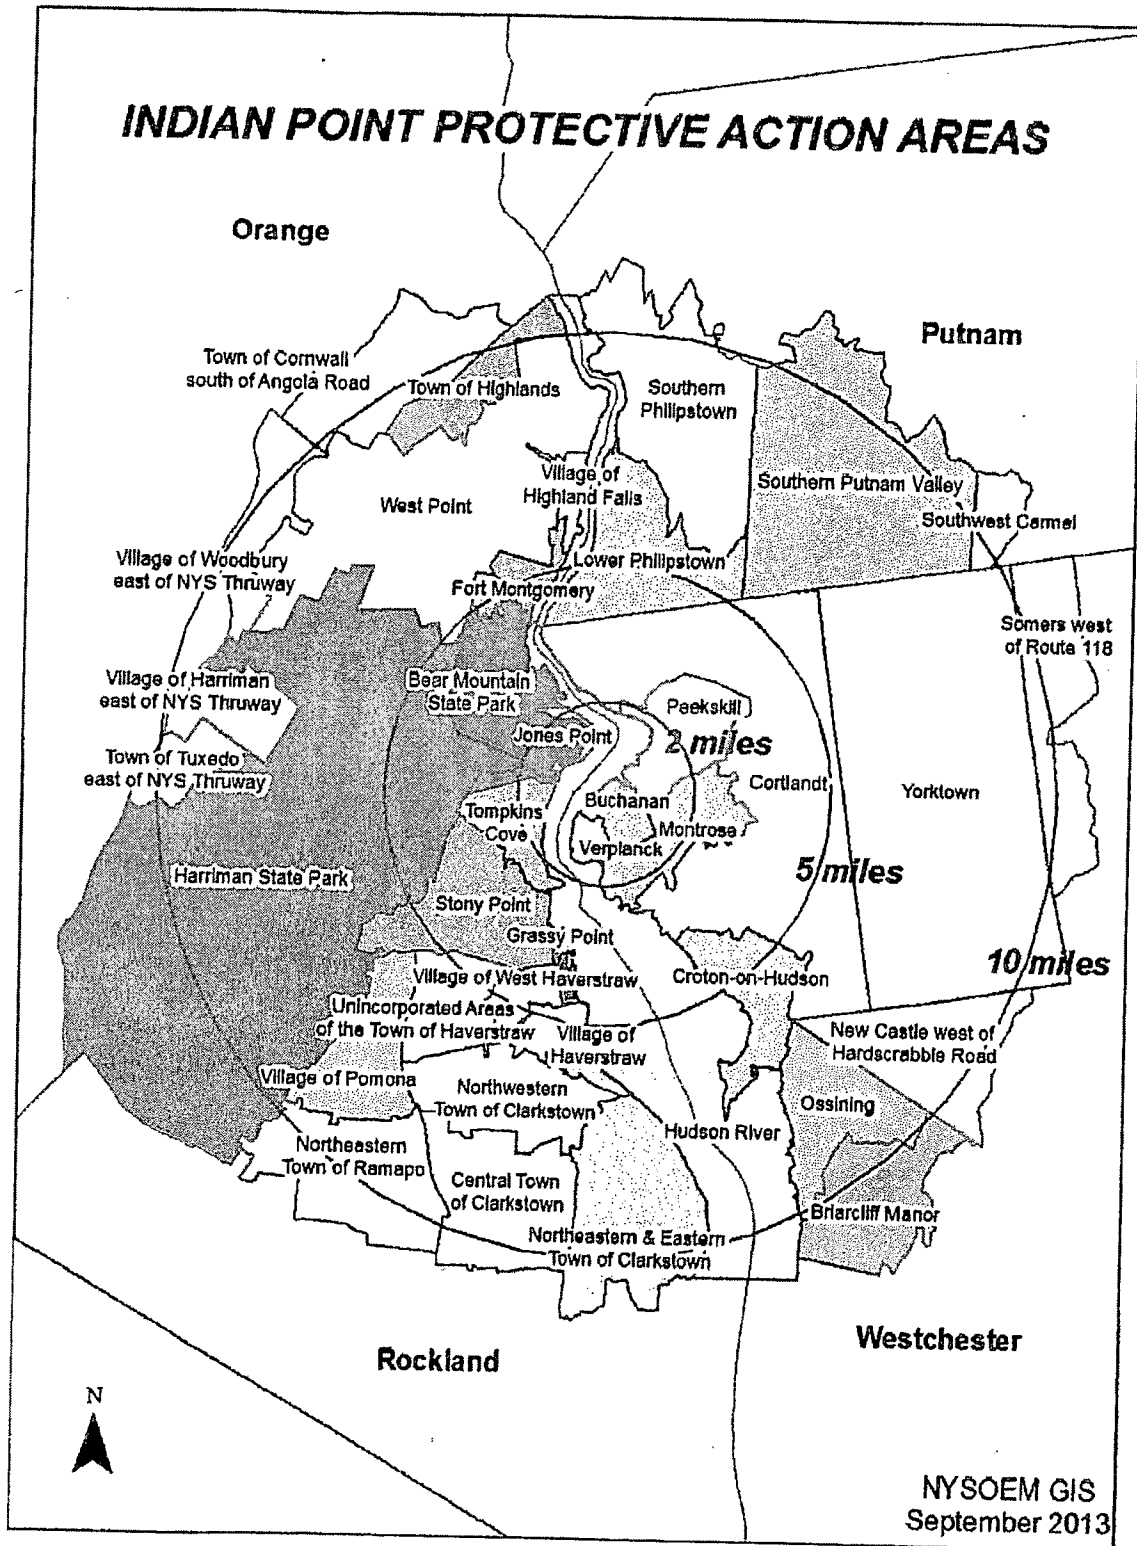 INDIAN POINT PROTECTIVE ACTION AREAS
Orange
Putnam
Town of Cornwall
south of Angola Road
Town of Highlands
Southern
Philipstown
Village of
Highland Falls
Southern Putnam Valley
West Point
Southwest Carmel
Village of Woodbury
east of NYS Thruway
Lower Philipstown
Fort Montgomery
Somers west
of Route 118
Village of Harriman
east of NYS Thruway
Bear Mountain
State Park
Peekskill
Jones Point
2 miles
Town of Tuxedo
east of NYS Thruway
Cortlandt
Yorktown
Buchanan
Tompkins
Cove
Montrose
Verplanck
Harriman State Park
5 miles
Stony Point
Grassy Point
10 miles
Village of West Haverstraw
Croton-on-Hudson
Unincorporated Areas
of the Town of Haverstraw
Village of
Haverstraw
New Castle west of
Hardscrabble Road
Village of Pomona
Northwestern
Town of Clarkstown
Ossining
Hudson River
Northeastern
Town of Ramapo
Central Town
of Clarkstown
Briarcliff Manor
Northeastern & Eastern
Town of Clarkstown
Rockland
Westchester
N
NYSOEM GIS
September 2013